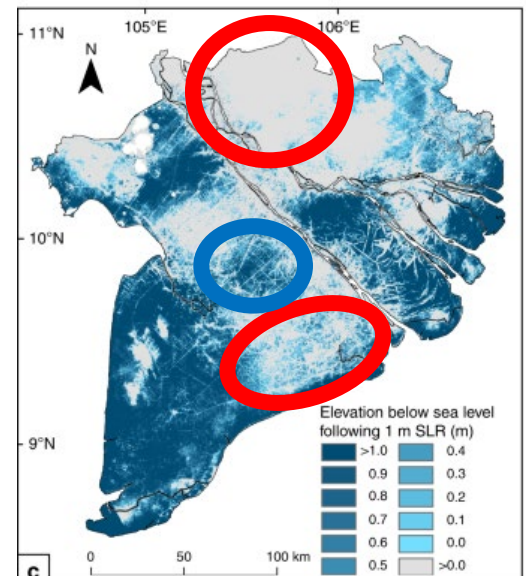 105°E 106°E
11°N
N
10°N
9°N
Elevation below sea level
following 1 m SLR (m)
>1.0 0.4
0.9 0.3
0.8 0.2
0.7 0.1
0.6 0.0
0.5 >0.0
c 0 50 100 km